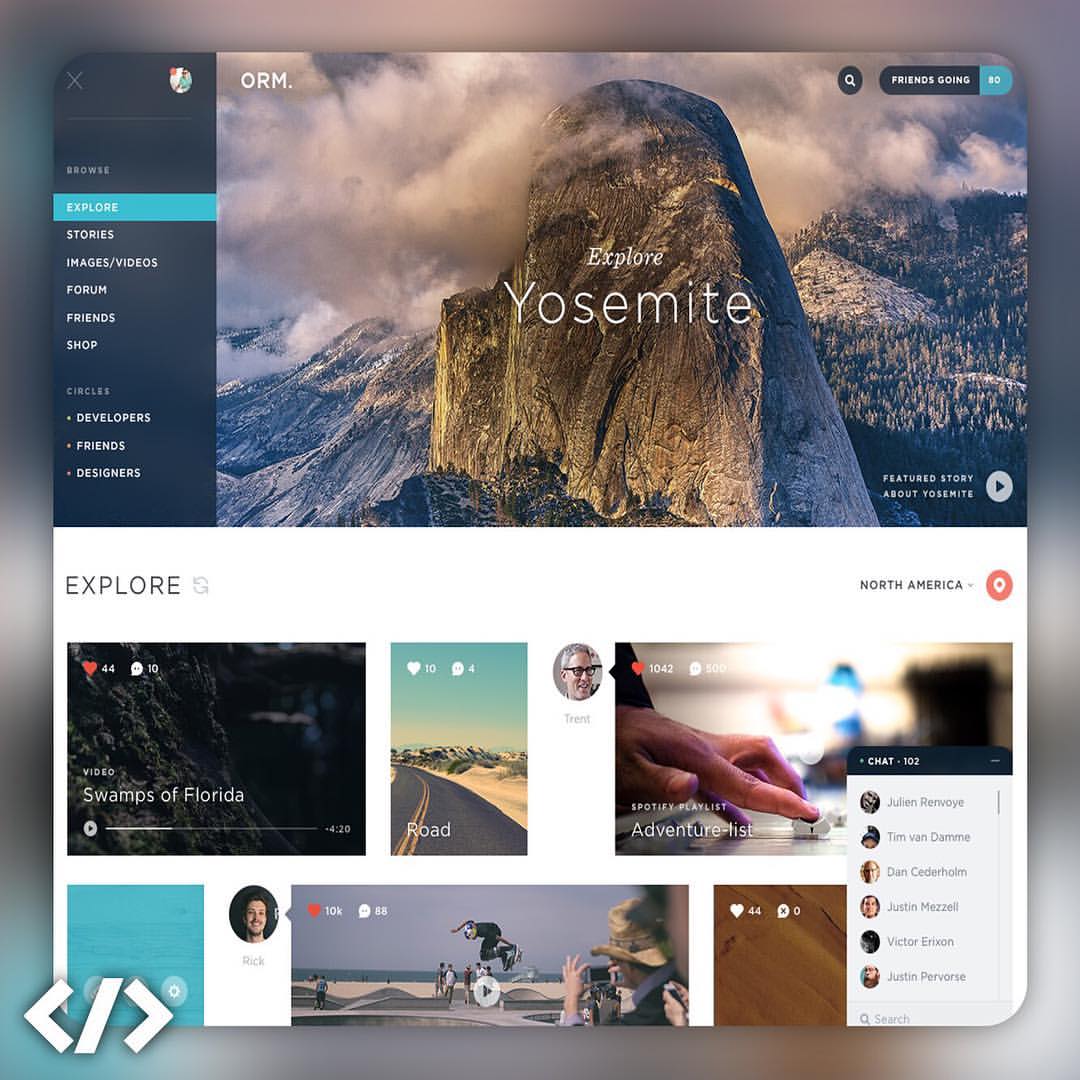 ORM.
FRIENDS GOING 80
BROWSE
EXPLORE
STORIES
IMAGES/VIDEOS
FORUM
FRIENDS
SHOP
CIRCLES
• DEVELOPERS
• FRIENDS
• DESIGNERS
Explore
Yosemite
FEATURED STORY
ABOUT YOSEMITE
EXPLORE
NORTH AMERICA
44 10
VIDEO
Swamps of Florida
-4:20
10 4
Road
Trent
1042 500
SPOTIFY PLAYLIST
Adventure-list
Rick
10k 88
44 0
• CHAT • 102
Julien Renvoye
Tim van Damme
Dan Cederholm
Justin Mezzell
Victor Erixon
Justin Pervorse
Search
</>